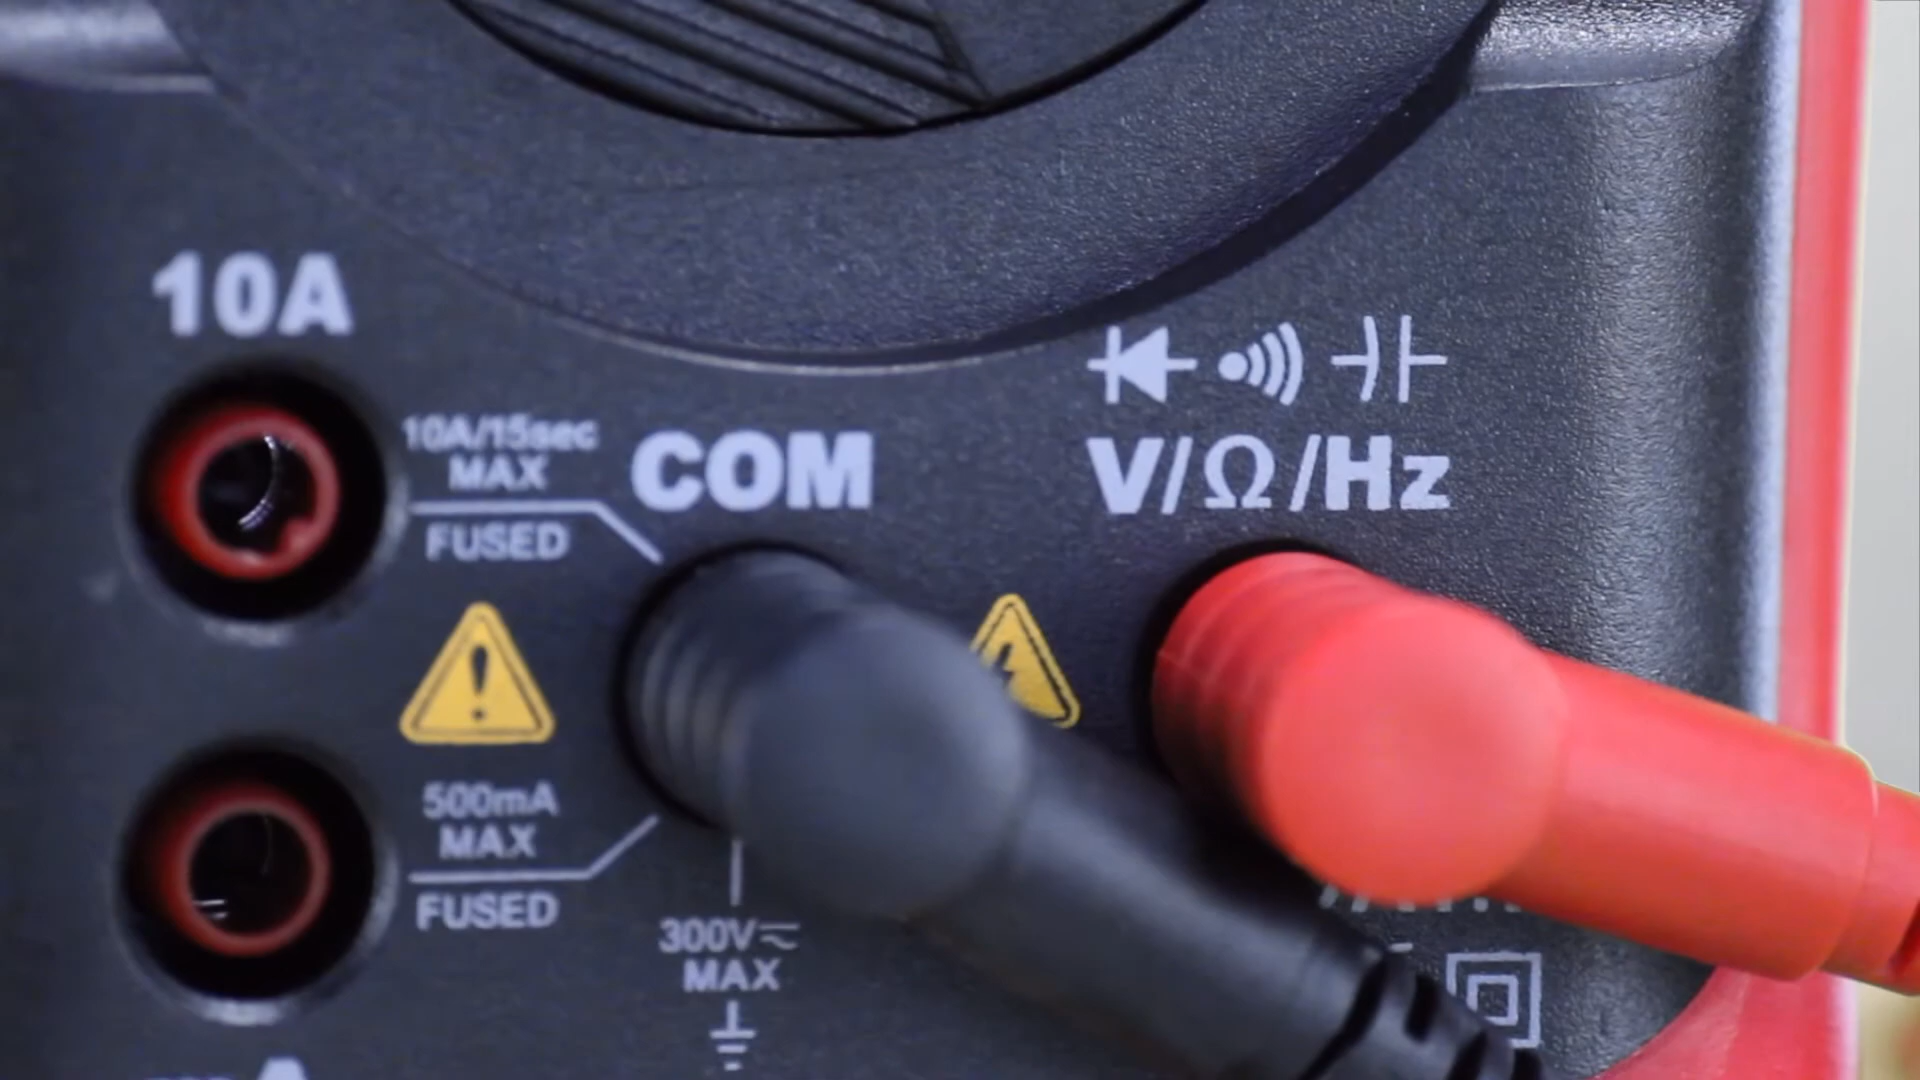 10A
10A/15sec
MAX
FUSED
COM
V/Ω/Hz
500mA
MAX
FUSED
300V
MAX